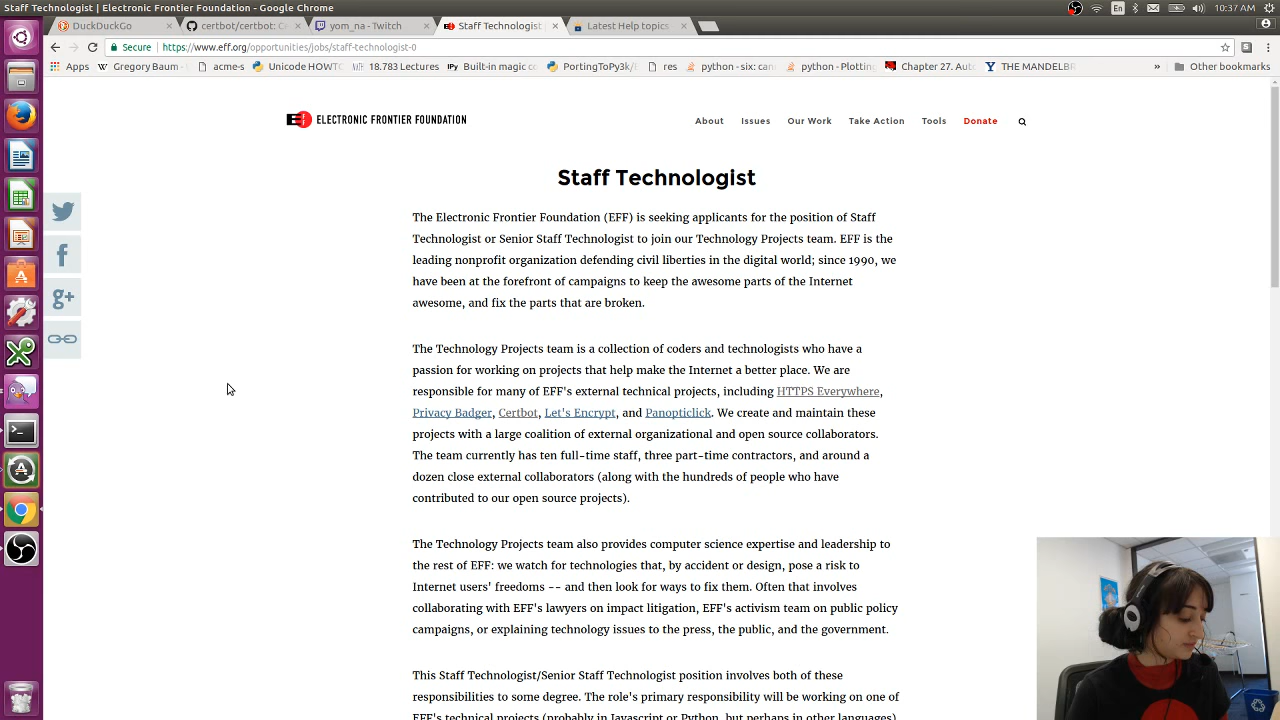 Staff Technologist | Electronic Frontier Foundation - Google Chrome
En
10:37 AM
DuckDuckGo
certbot/certbot: Ce
yom_na - Twitch
Staff Technologist
Latest Help topics
Secure
https://www.eff.org/opportunities/jobs/staff-technologist-0
Apps
Gregory Baum -
acme-s
Unicode HOWTO
18.783 Lectures
Built-in magic c
PortingToPy3k/
res
python - six: can
python - Plotting
Chapter 27. Auto
THE MANDELBR
»
Other bookmarks
ELECTRONIC FRONTIER FOUNDATION
About
Issues
Our Work
Take Action
Tools
Donate
Staff Technologist
The Electronic Frontier Foundation (EFF) is seeking applicants for the position of Staff
Technologist or Senior Staff Technologist to join our Technology Projects team. EFF is the
leading nonprofit organization defending civil liberties in the digital world; since 1990, we
have been at the forefront of campaigns to keep the awesome parts of the Internet
awesome, and fix the parts that are broken.
The Technology Projects team is a collection of coders and technologists who have a
passion for working on projects that help make the Internet a better place. We are
responsible for many of EFF's external technical projects, including HTTPS Everywhere,
Privacy Badger, Certbot, Let's Encrypt, and Panopticlick. We create and maintain these
projects with a large coalition of external organizational and open source collaborators.
The team currently has ten full-time staff, three part-time contractors, and around a
dozen close external collaborators (along with the hundreds of people who have
contributed to our open source projects).
The Technology Projects team also provides computer science expertise and leadership to
the rest of EFF: we watch for technologies that, by accident or design, pose a risk to
Internet users' freedoms -- and then look for ways to fix them. Often that involves
collaborating with EFF's lawyers on impact litigation, EFF's activism team on public policy
campaigns, or explaining technology issues to the press, the public, and the government.
This Staff Technologist/Senior Staff Technologist position involves both of these
responsibilities to some degree. The role's primary responsibility will be working on one of
EFF's technical projects (probably in Javascript or Python, but perhaps in other languages)